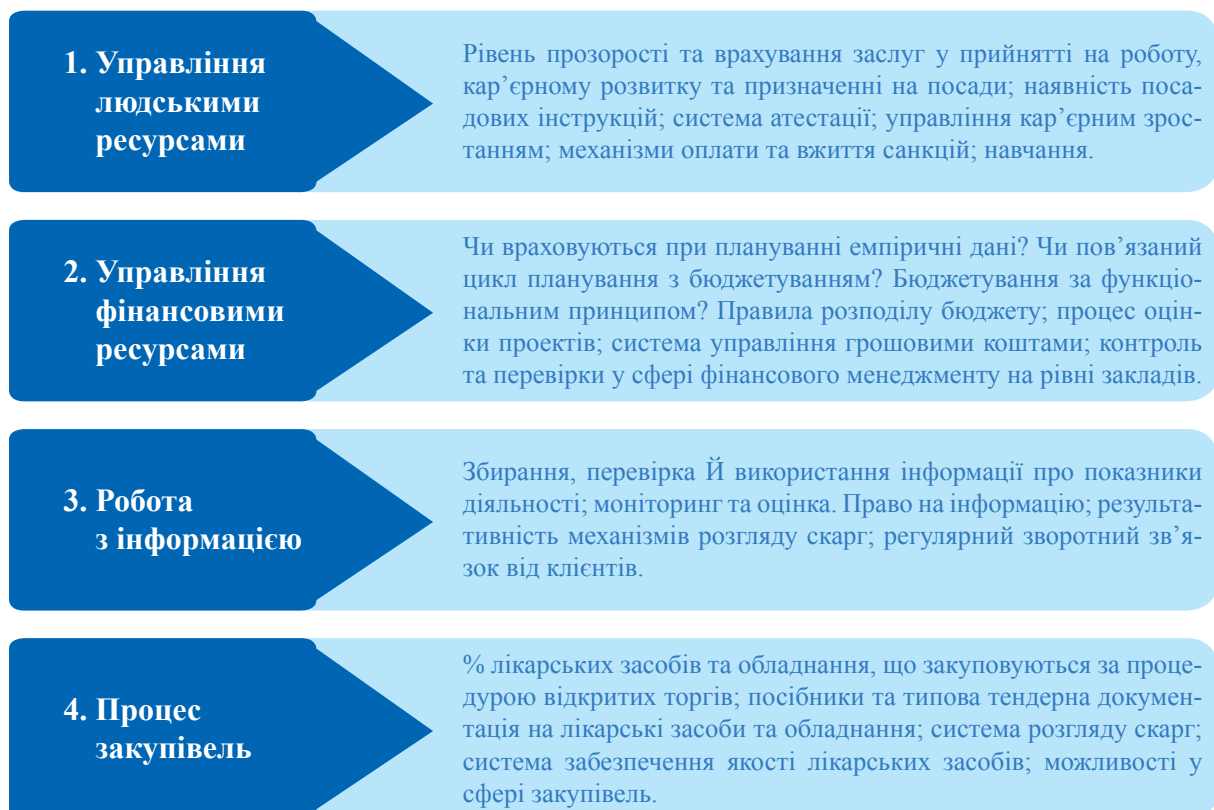 1. Управління
людськими
ресурсами
Рівень прозорості та врахування заслуг у прийнятті на роботу,
кар’єрному розвитку та призначенні на посади; наявність поса-
дових інструкцій; система атестації; управління кар’єрним зрос-
танням; механізми оплати та вжиття санкцій; навчання.
2. Управління
фінансовими
ресурсами
Чи враховуються при плануванні емпіричні дані? Чи пов’язаний
цикл планування з бюджетуванням? Бюджетування за функціо-
нальним принципом? Правила розподілу бюджету; процес оцін-
ки проектів; система управління грошовими коштами; контроль
та перевірки у сфері фінансового менеджменту на рівні закладів.
3. Робота
з інформацією
Збирання, перевірка Й використання інформації про показники
діяльності; моніторинг та оцінка. Право на інформацію; результа-
тивність механізмів розгляду скарг; регулярний зворотний зв’я-
зок від клієнтів.
4. Процес
закупівель
% лікарських засобів та обладнання, що закуповуються за проце-
дурою відкритих торгів; посібники та типова тендерна докумен-
тація на лікарські засоби та обладнання; система розгляду скарг;
система забезпечення якості лікарських засобів; можливості у
сфері закупівель.